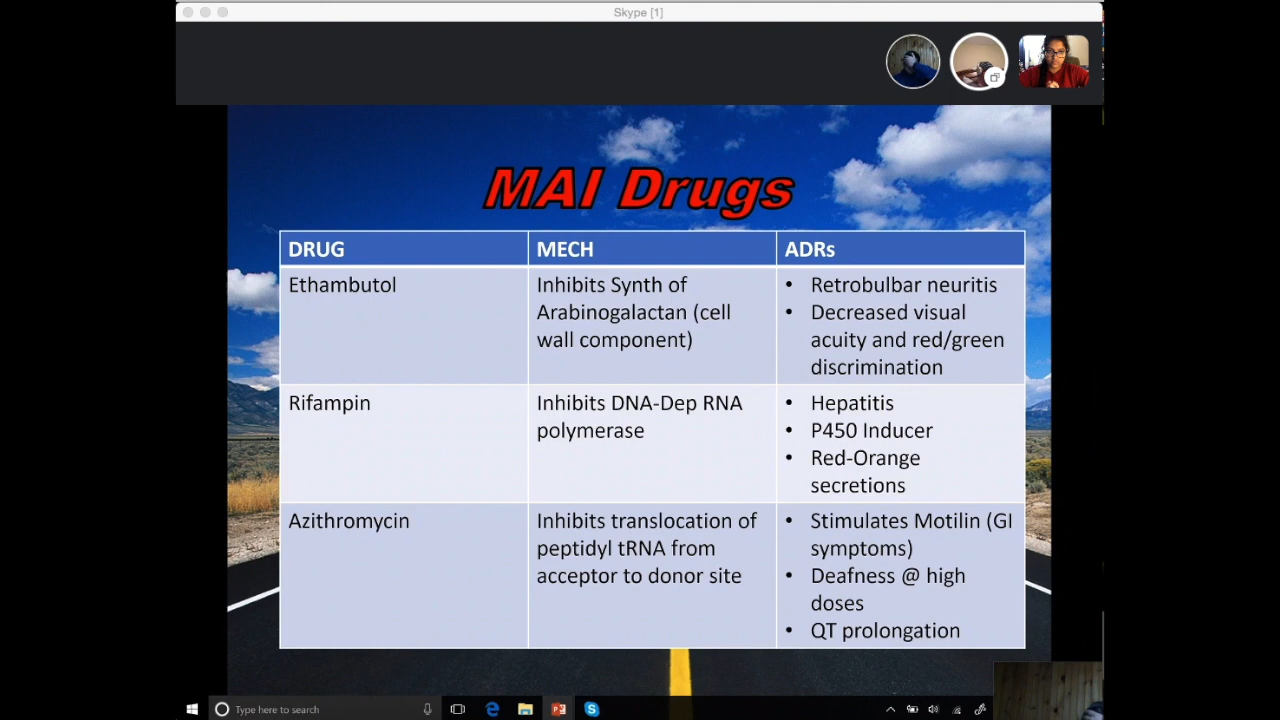 Skype [1]
MAI Drugs
DRUG MECH ADRs
Ethambutol
Inhibits Synth of
Arabinogalactan (cell
wall component)
• Retrobulbar neuritis
• Decreased visual
acuity and red/green
discrimination
Rifampin
Inhibits DNA-Dep RNA
polymerase
• Hepatitis
• P450 Inducer
• Red-Orange
secretions
Azithromycin
Inhibits translocation of
peptidyl tRNA from
acceptor to donor site
• Stimulates Motilin (GI
symptoms)
• Deafness @ high
doses
• QT prolongation
Type here to search